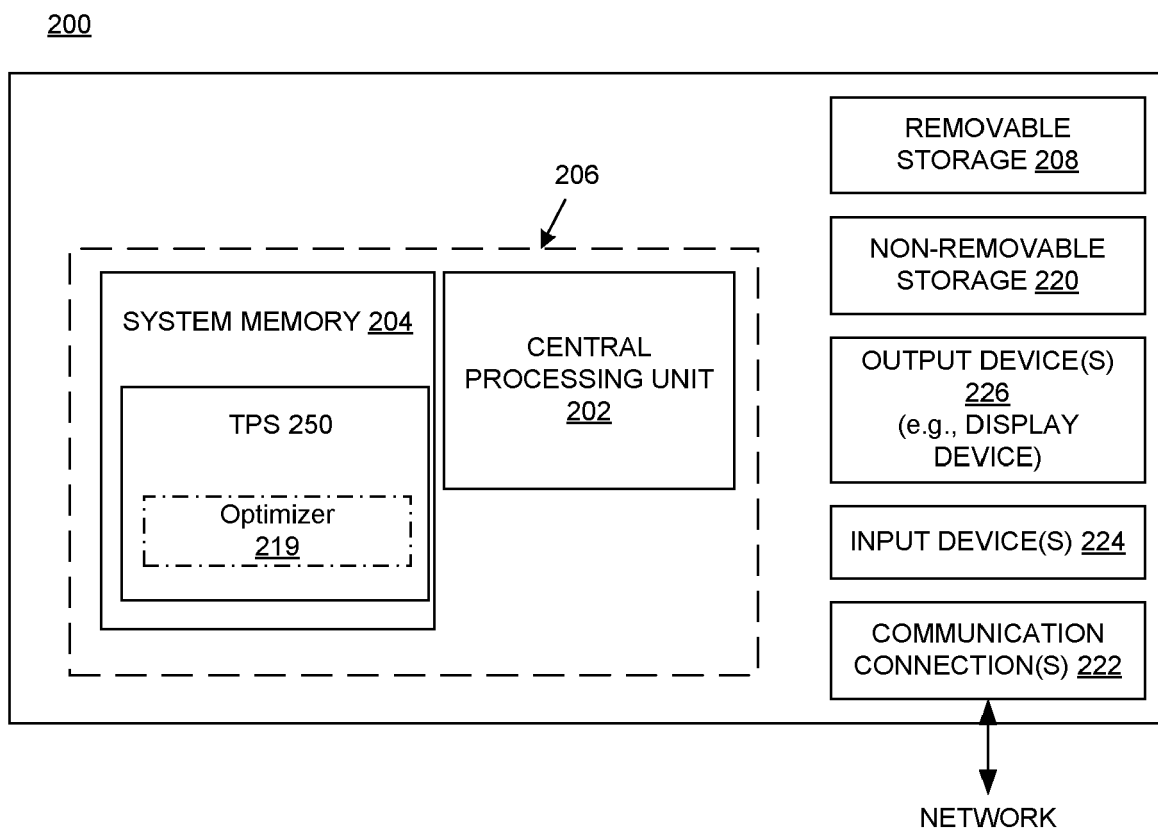 200
206
SYSTEM MEMORY 204
TPS 250
Optimizer
219
CENTRAL
PROCESSING UNIT
202
REMOVABLE
STORAGE 208
NON-REMOVABLE
STORAGE 220
OUTPUT DEVICE(S)
226
(e.g., DISPLAY
DEVICE)
INPUT DEVICE(S) 224
COMMUNICATION
CONNECTION(S) 222
NETWORK